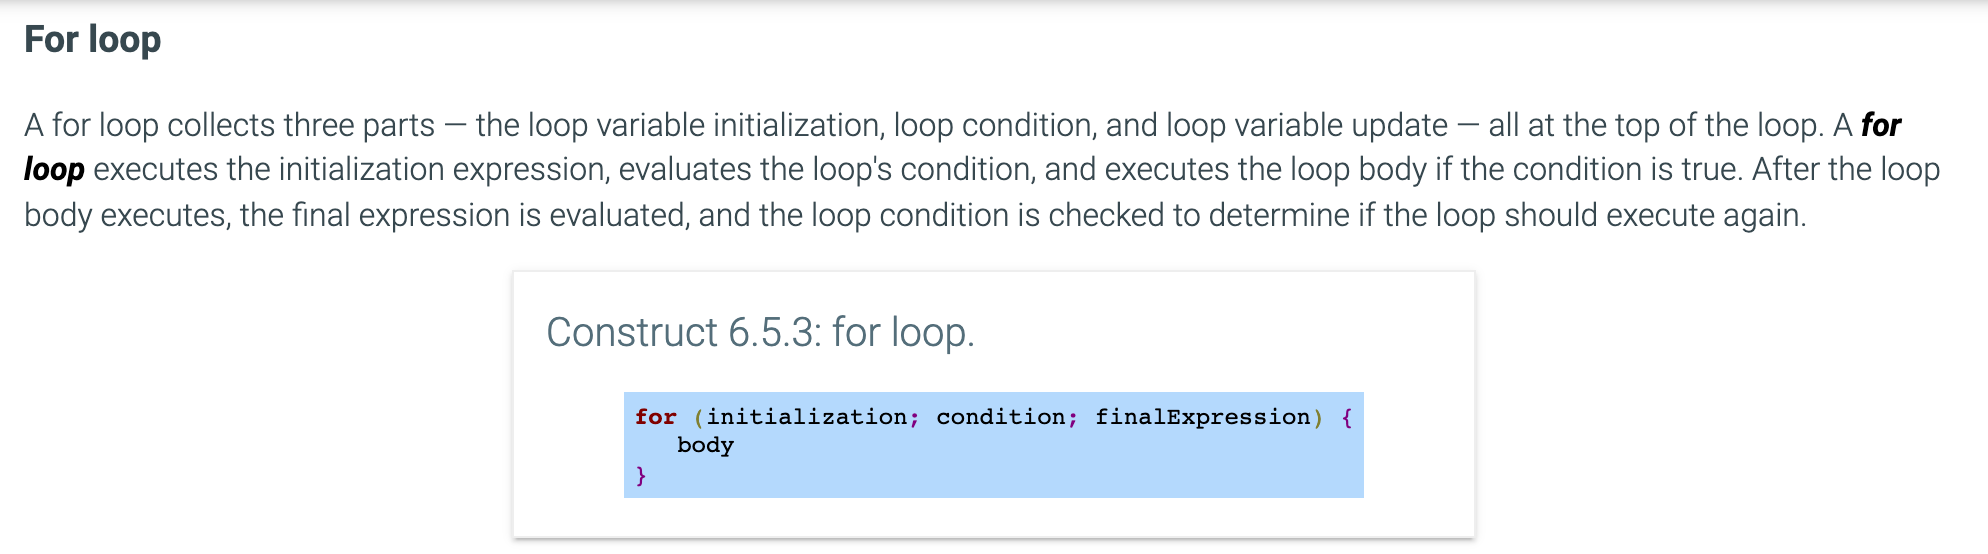 For loop
A for loop collects three parts — the loop variable initialization, loop condition, and loop variable update — all at the top of the loop. A for
loop executes the initialization expression, evaluates the loop's condition, and executes the loop body if the condition is true. After the loop
body executes, the final expression is evaluated, and the loop condition is checked to determine if the loop should execute again.
Construct 6.5.3: for loop.
for (initialization; condition; finalExpression) {
   body
}